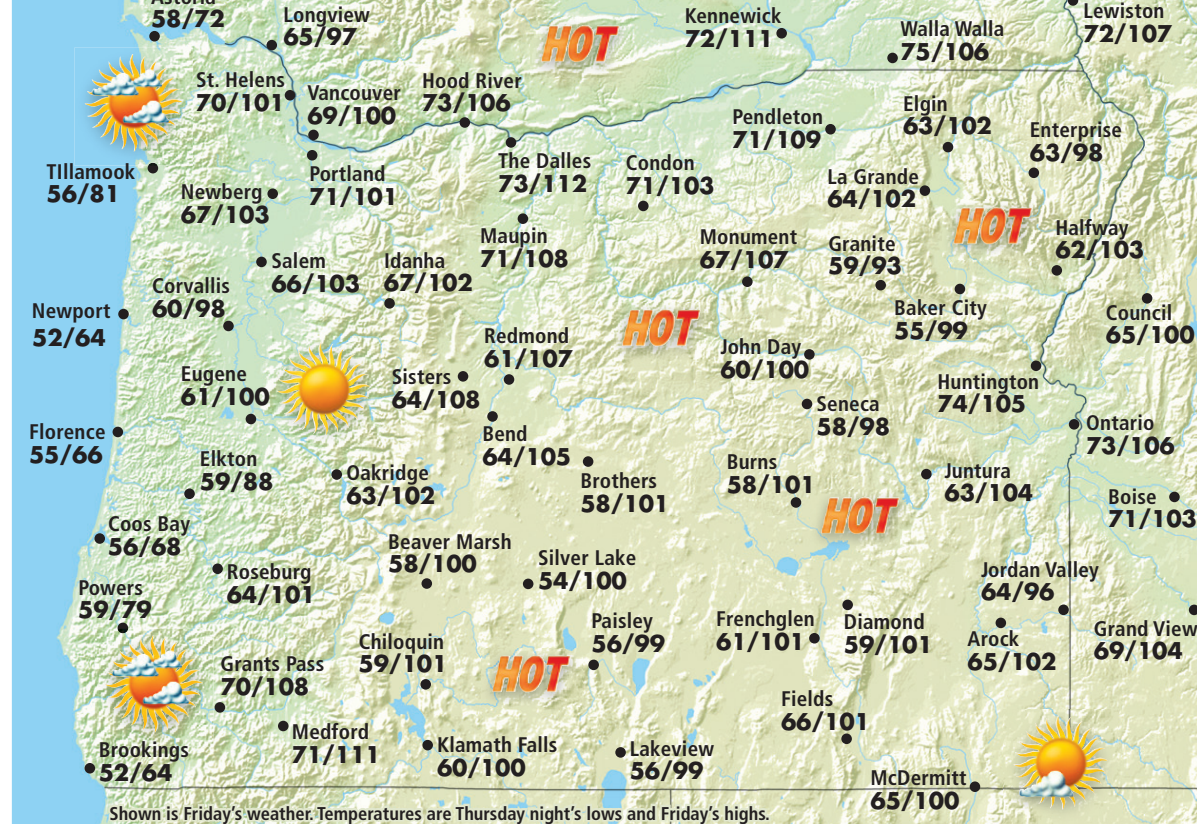 Astoria
58/72
Longview
65/97
HOT
Kennewick
72/111
Walla Walla
75/106
Lewiston
72/107
St. Helens
70/101
Vancouver
69/100
Hood River
73/106
Pendleton
71/109
Elgin
63/102
Enterprise
63/98
TIllamook
56/81
Newberg
67/103
Portland
71/101
The Dalles
73/112
Condon
71/103
La Grande
64/102
HOT
Maupin
71/108
Monument
67/107
Granite
59/93
Halfway
62/103
Salem
66/103
Idanha
67/102
Corvallis
60/98
Newport
52/64
Baker City
55/99
Council
65/100
HOT
Redmond
61/107
John Day
60/100
Eugene
61/100
Sisters
64/108
Huntington
74/105
Seneca
58/98
Ontario
73/106
Florence
55/66
Bend
64/105
Elkton
59/88
Oakridge
63/102
Brothers
58/101
Burns
58/101
Juntura
63/104
Boise
71/103
HOT
Coos Bay
56/68
Beaver Marsh
58/100
Silver Lake
54/100
Roseburg
64/101
Jordan Valley
64/96
Powers
59/79
Paisley
56/99
Frenchglen
61/101
Diamond
59/101
Arock
65/102
Grand View
69/104
Chiloquin
59/101
HOT
Grants Pass
70/108
Fields
66/101
Medford
71/111
Klamath Falls
60/100
Lakeview
56/99
Brookings
52/64
McDermitt
65/100
Shown is Friday's weather. Temperatures are Thursday night's lows and Friday's highs.